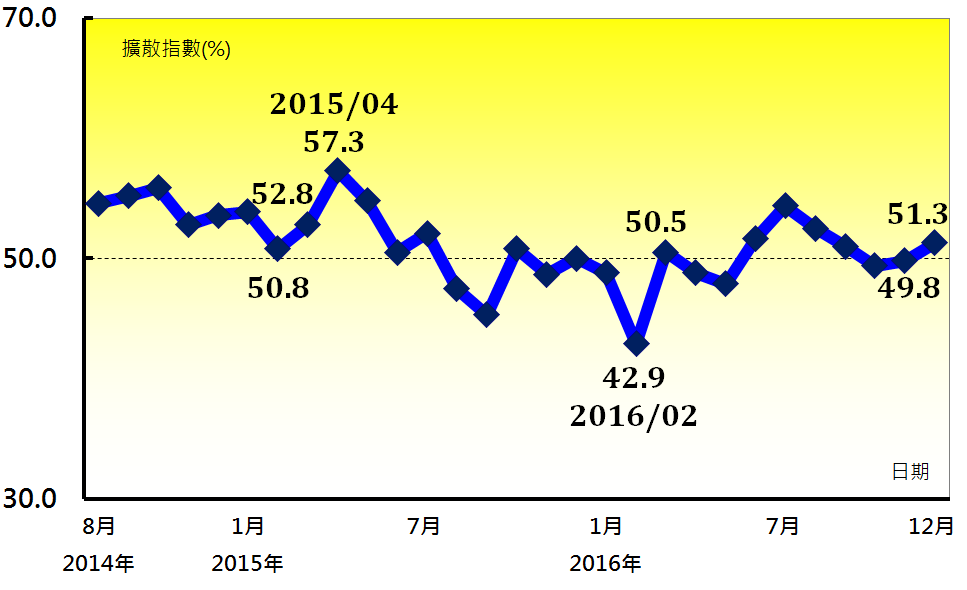 70.0
擴散指數(%)
2015/04
57.3
52.8
50.5
51.3
50.0
50.8
49.8
42.9
2016/02
日期
30.0
8月
1月
7月
1月
7月
12月
2014年
2015年
2016年